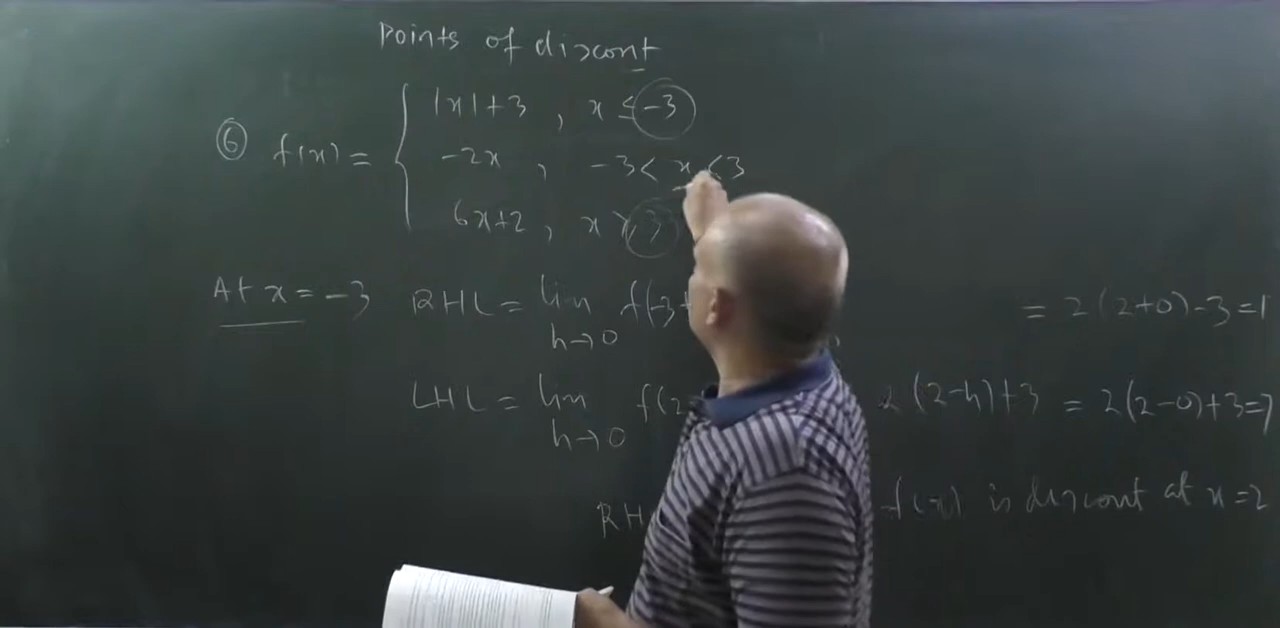 Points of discont
⑥ f(x) = { |x|+3 , x ≤ -3
-2x , -3 < x < 3
6x+2 , x ≥ 3
At x = -3 RHL = lim h→0 f(-3+ = 2(2+0)-3=1
LHL = lim h→0 f(2 2(2-h)+3 = 2(2-0)+3=7
RH f(x) is discont at x=2